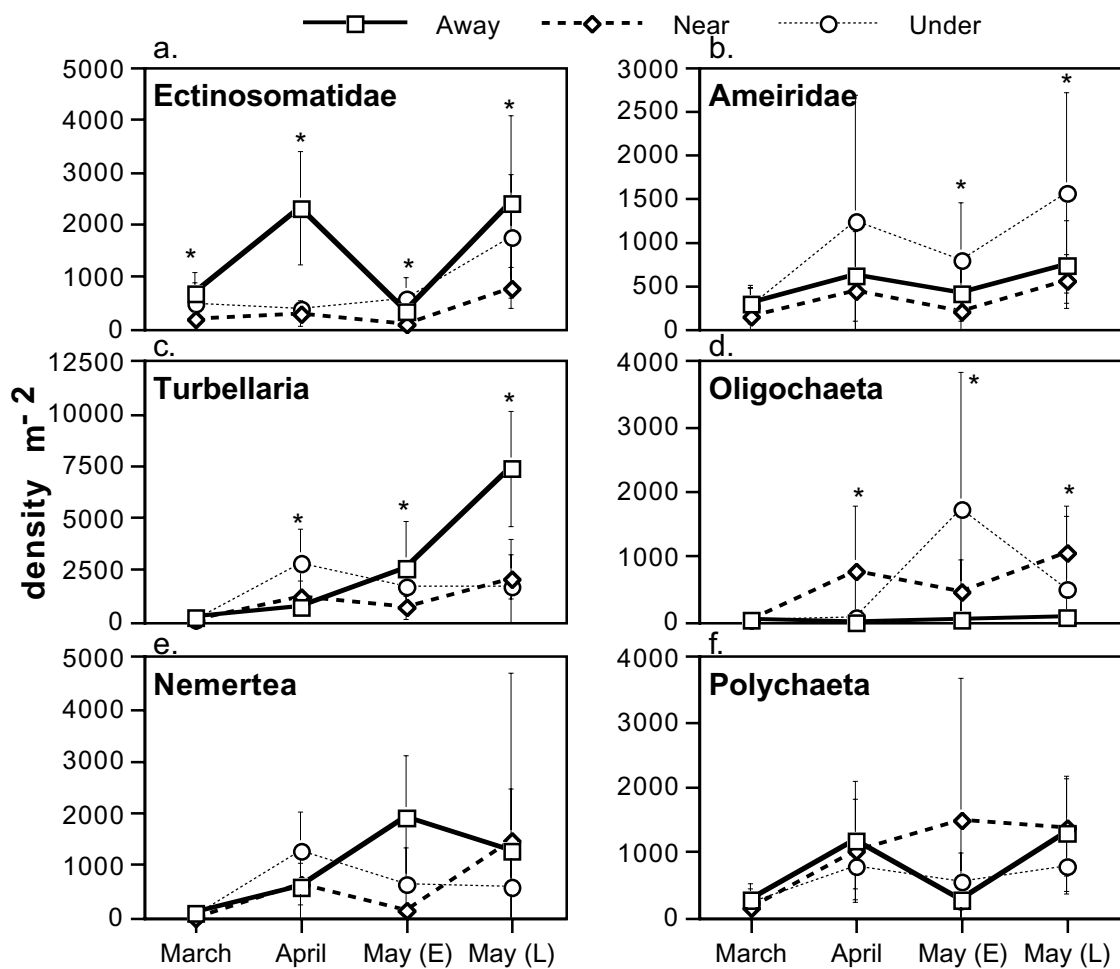 Away Near Under
a.
Ectinosomatidae
5000
4000
3000
2000
1000
0
* * * *
b.
Ameiridae
3000
2500
2000
1500
1000
500
0
* *
c.
Turbellaria
12500
10000
7500
5000
2500
0
* * *
d.
Oligochaeta
4000
3000
2000
1000
0
* * *
e.
Nemertea
5000
4000
3000
2000
1000
0
f.
Polychaeta
4000
3000
2000
1000
0
density m- 2
March April May (E) May (L)
March April May (E) May (L)